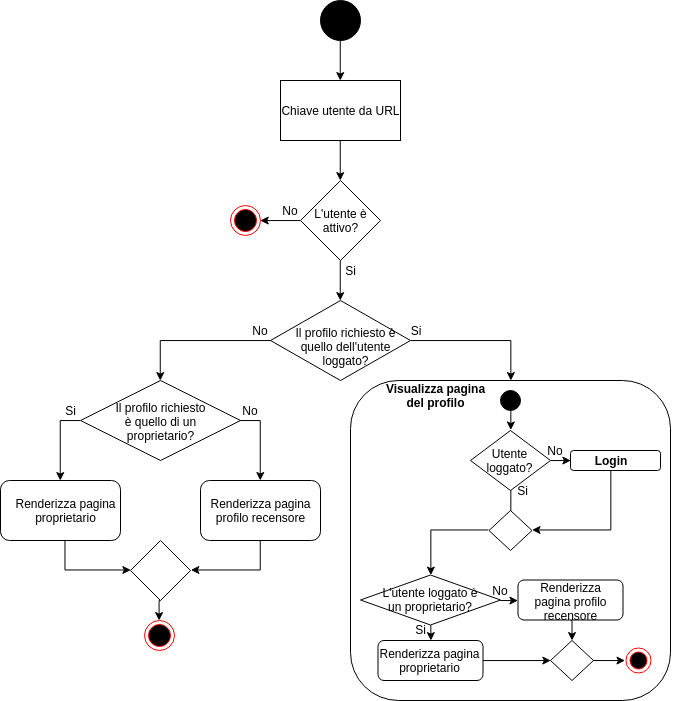 Chiave utente da URL
No
L'utente è
attivo?
Si
No
Il profilo richiesto è
quello dell'utente
loggato?
Si
Si
Il profilo richiesto
è quello di un
proprietario?
No
Renderizza pagina
proprietario
Renderizza pagina
profilo recensore
Visualizza pagina
del profilo
Utente
loggato?
No
Login
Si
L'utente loggato è
un proprietario?
No
Renderizza
pagina profilo
recensore
Si
Renderizza pagina
proprietario